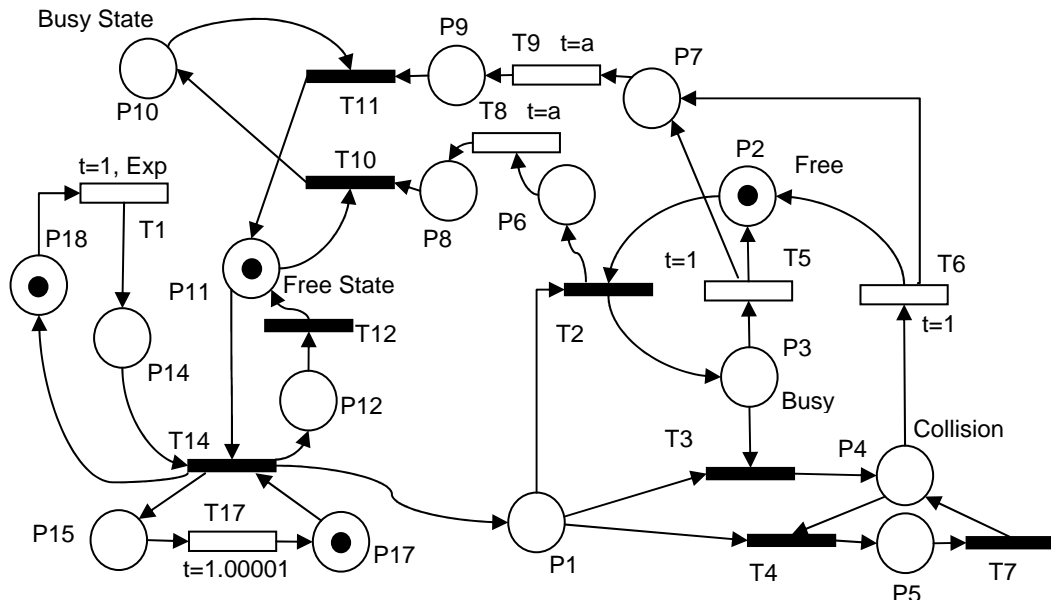 Busy State
P9
T9 t=a
P7
P10
T11
T8
t=a
t=1, Exp
T10
P2
Free
P18
T1
P8
P6
P11
Free State
t=1
T5
T6
T12
T2
t=1
P14
P12
P3
Busy
T14
T3
P4
Collision
P15
T17
t=1.00001
P17
P1
T4
P5
T7